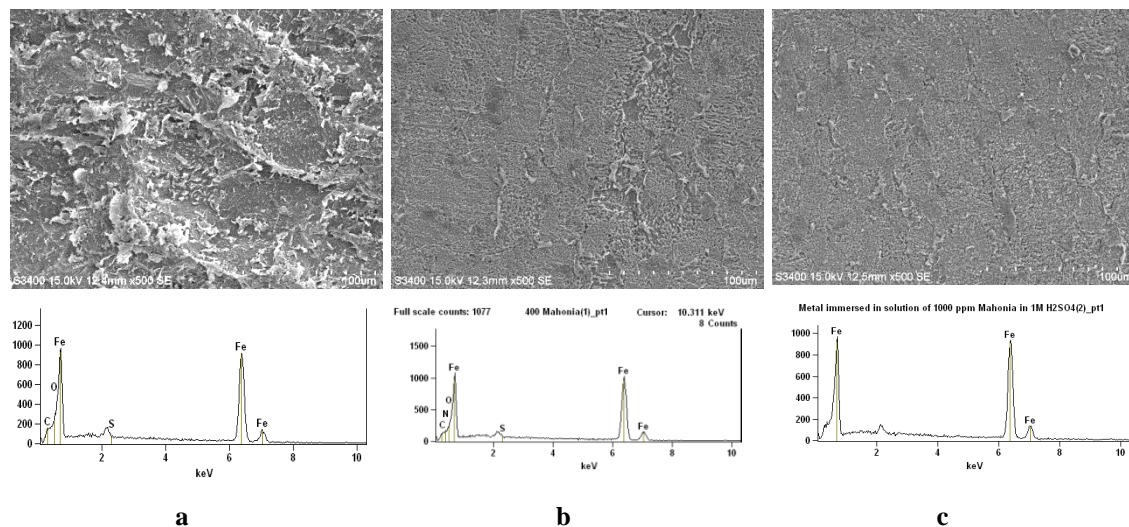 S3400 15.0kV 12.4mm x500 SE
100um
S3400 15.0kV 12.3mm x500 SE
100um
S3400 15.0kV 12.5mm x500 SE
100um
1200
1000
800
600
400
200
0
Fe
O
C
S
Fe
Fe
2
4
6
8
10
keV
Full scale counts: 1077
400 Mahonia(1)_pt1
Cursor: 10.311 keV
8 Counts
1500
1000
500
0
Fe
O
N
C
S
Fe
Fe
2
4
6
8
10
keV
Metal immersed in solution of 1000 ppm Mahonia in 1M H2SO4(2)_pt1
1000
800
600
400
200
0
Fe
Fe
Fe
2
4
6
8
10
keV
a
b
c